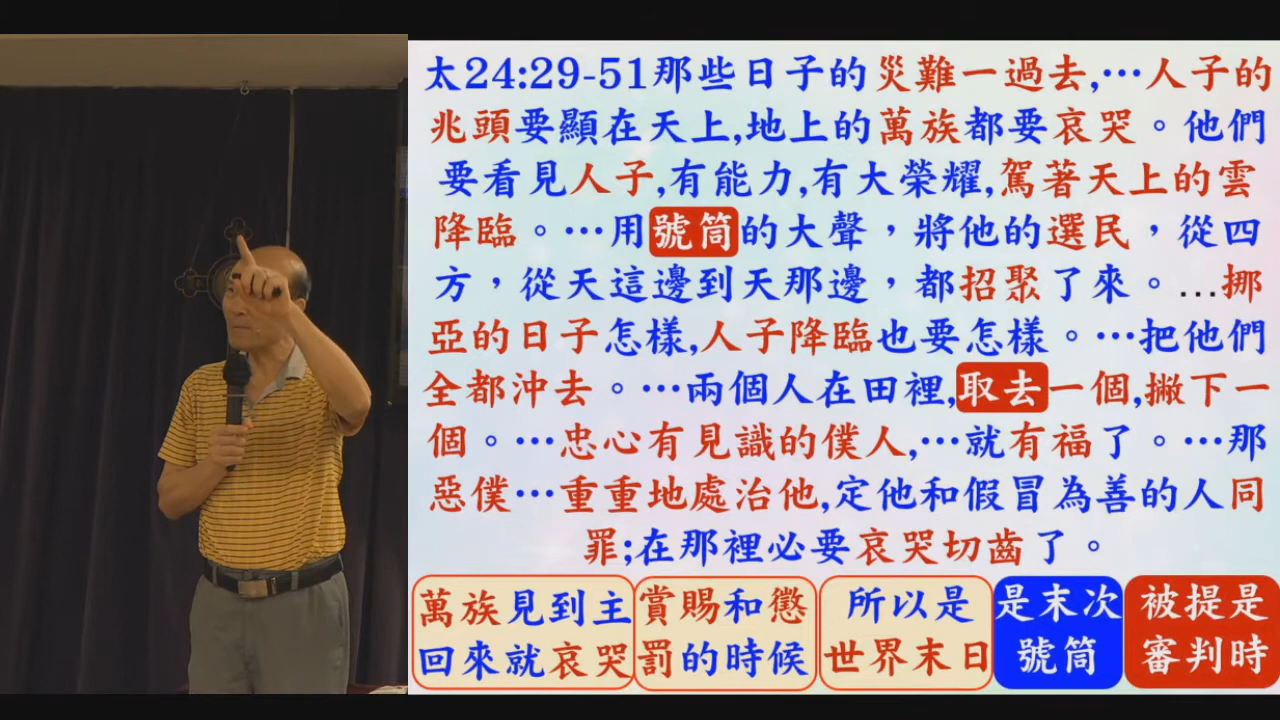 太24:29-51那些日子的災難一過去,…人子的
兆頭要顯在天上,地上的萬族都要哀哭。他們
要看見人子,有能力,有大榮耀,駕著天上的雲
降臨。…用號筒的大聲，將他的選民，從四
方，從天這邊到天那邊，都招聚了來。…挪
亞的日子怎樣,人子降臨也要怎樣。…把他們
全都沖去。…兩個人在田裡,取去一個,撇下一
個。…忠心有見識的僕人,…就有福了。…那
惡僕…重重地處治他,定他和假冒為善的人同
罪;在那裡必要哀哭切齒了。
萬族見到主
回來就哀哭
賞賜和懲
罰的時候
所以是
世界末日
是末次
號筒
被提是
審判時